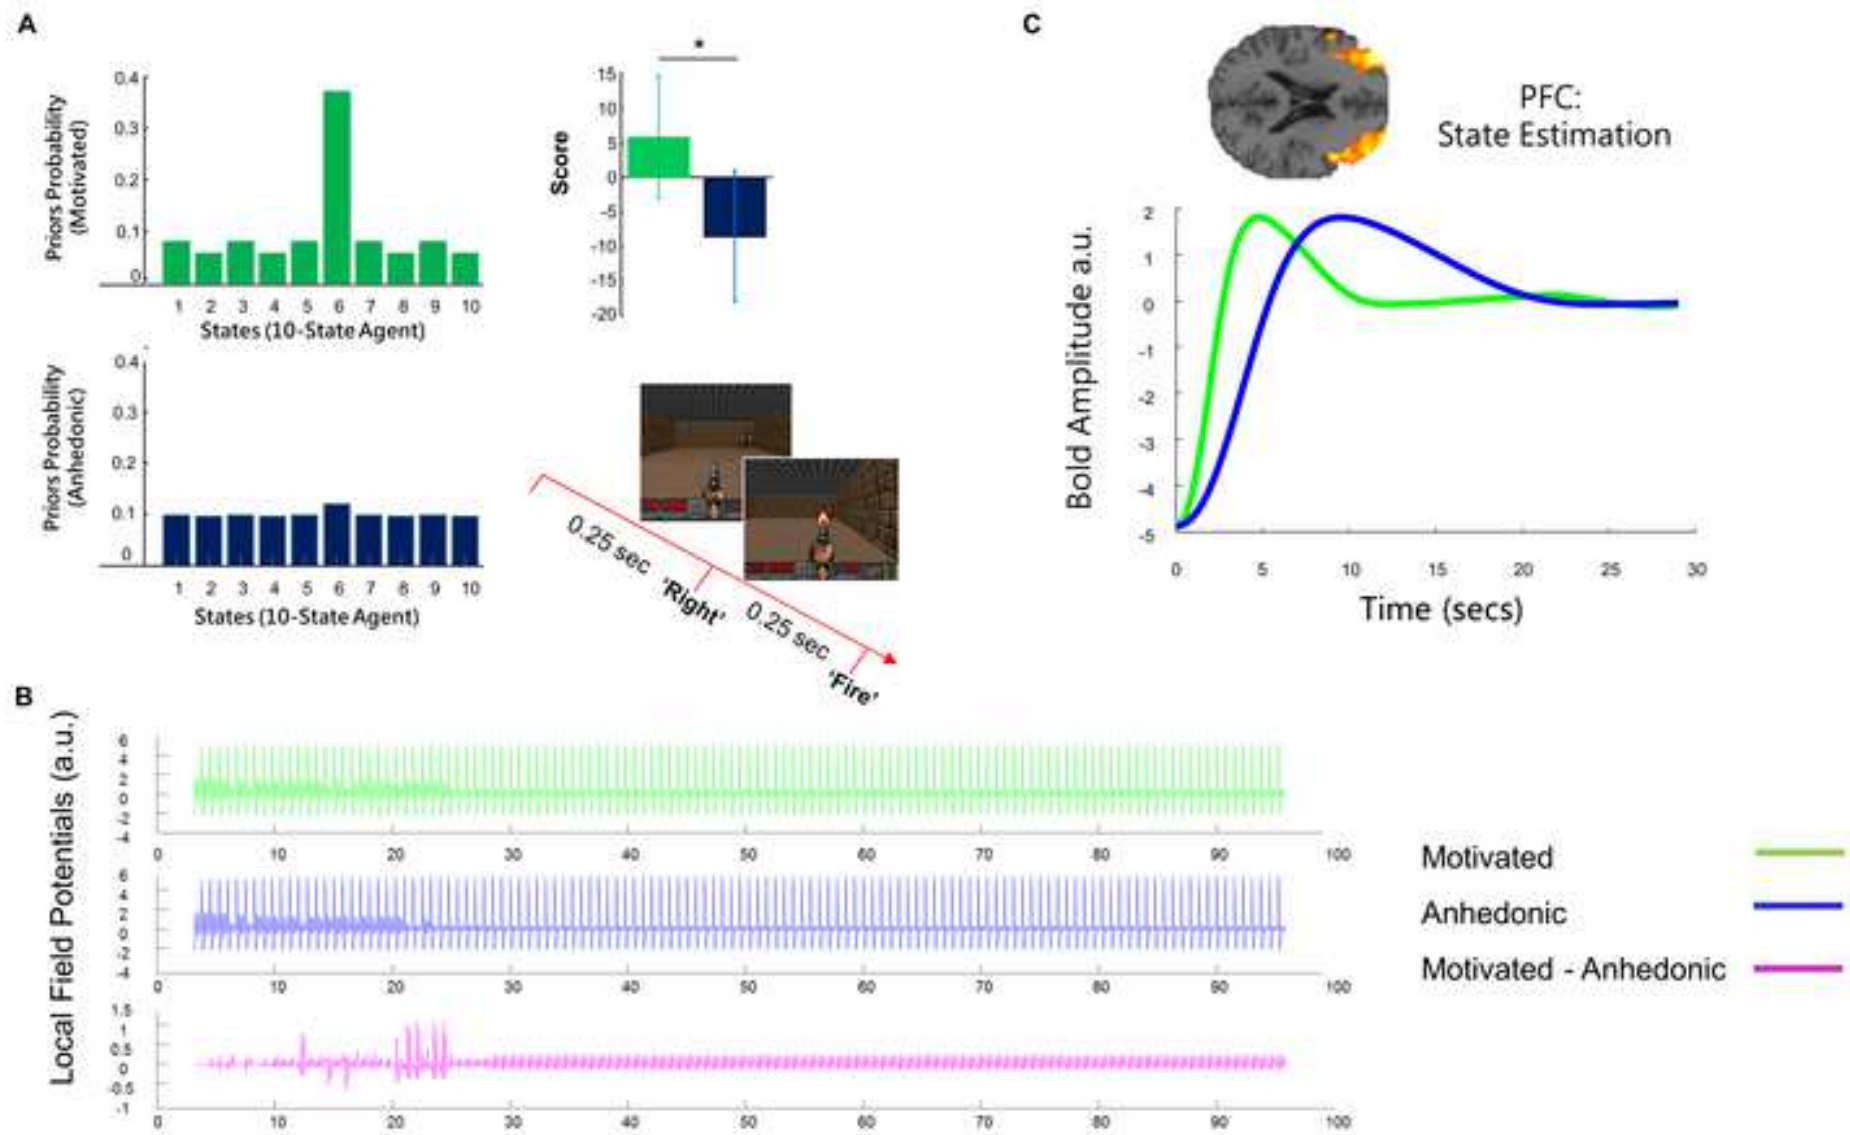 A
Priors Probability
(Motivated)
0.4
0.3
0.2
0.1
0
1 2 3 4 5 6 7 8 9 10
States (10-State Agent)
Score
*
15
10
5
0
-5
-10
-15
-20
Priors Probability
(Anhedonic)
0.4
0.3
0.2
0.1
0
1 2 3 4 5 6 7 8 9 10
States (10-State Agent)
0.25 sec
'Right'
0.25 sec
'Fire'
C
PFC:
State Estimation
Bold Amplitude a.u.
2
1
0
-1
-2
-3
-4
-5
0 5 10 15 20 25 30
Time (secs)
B
Local Field Potentials (a.u.)
6
4
2
0
-2
-4
0 10 20 30 40 50 60 70 80 90 100
6
4
2
0
-2
-4
0 10 20 30 40 50 60 70 80 90 100
1.5
1
0.5
0
-0.5
-1
0 10 20 30 40 50 60 70 80 90 100
Motivated
Anhedonic
Motivated - Anhedonic